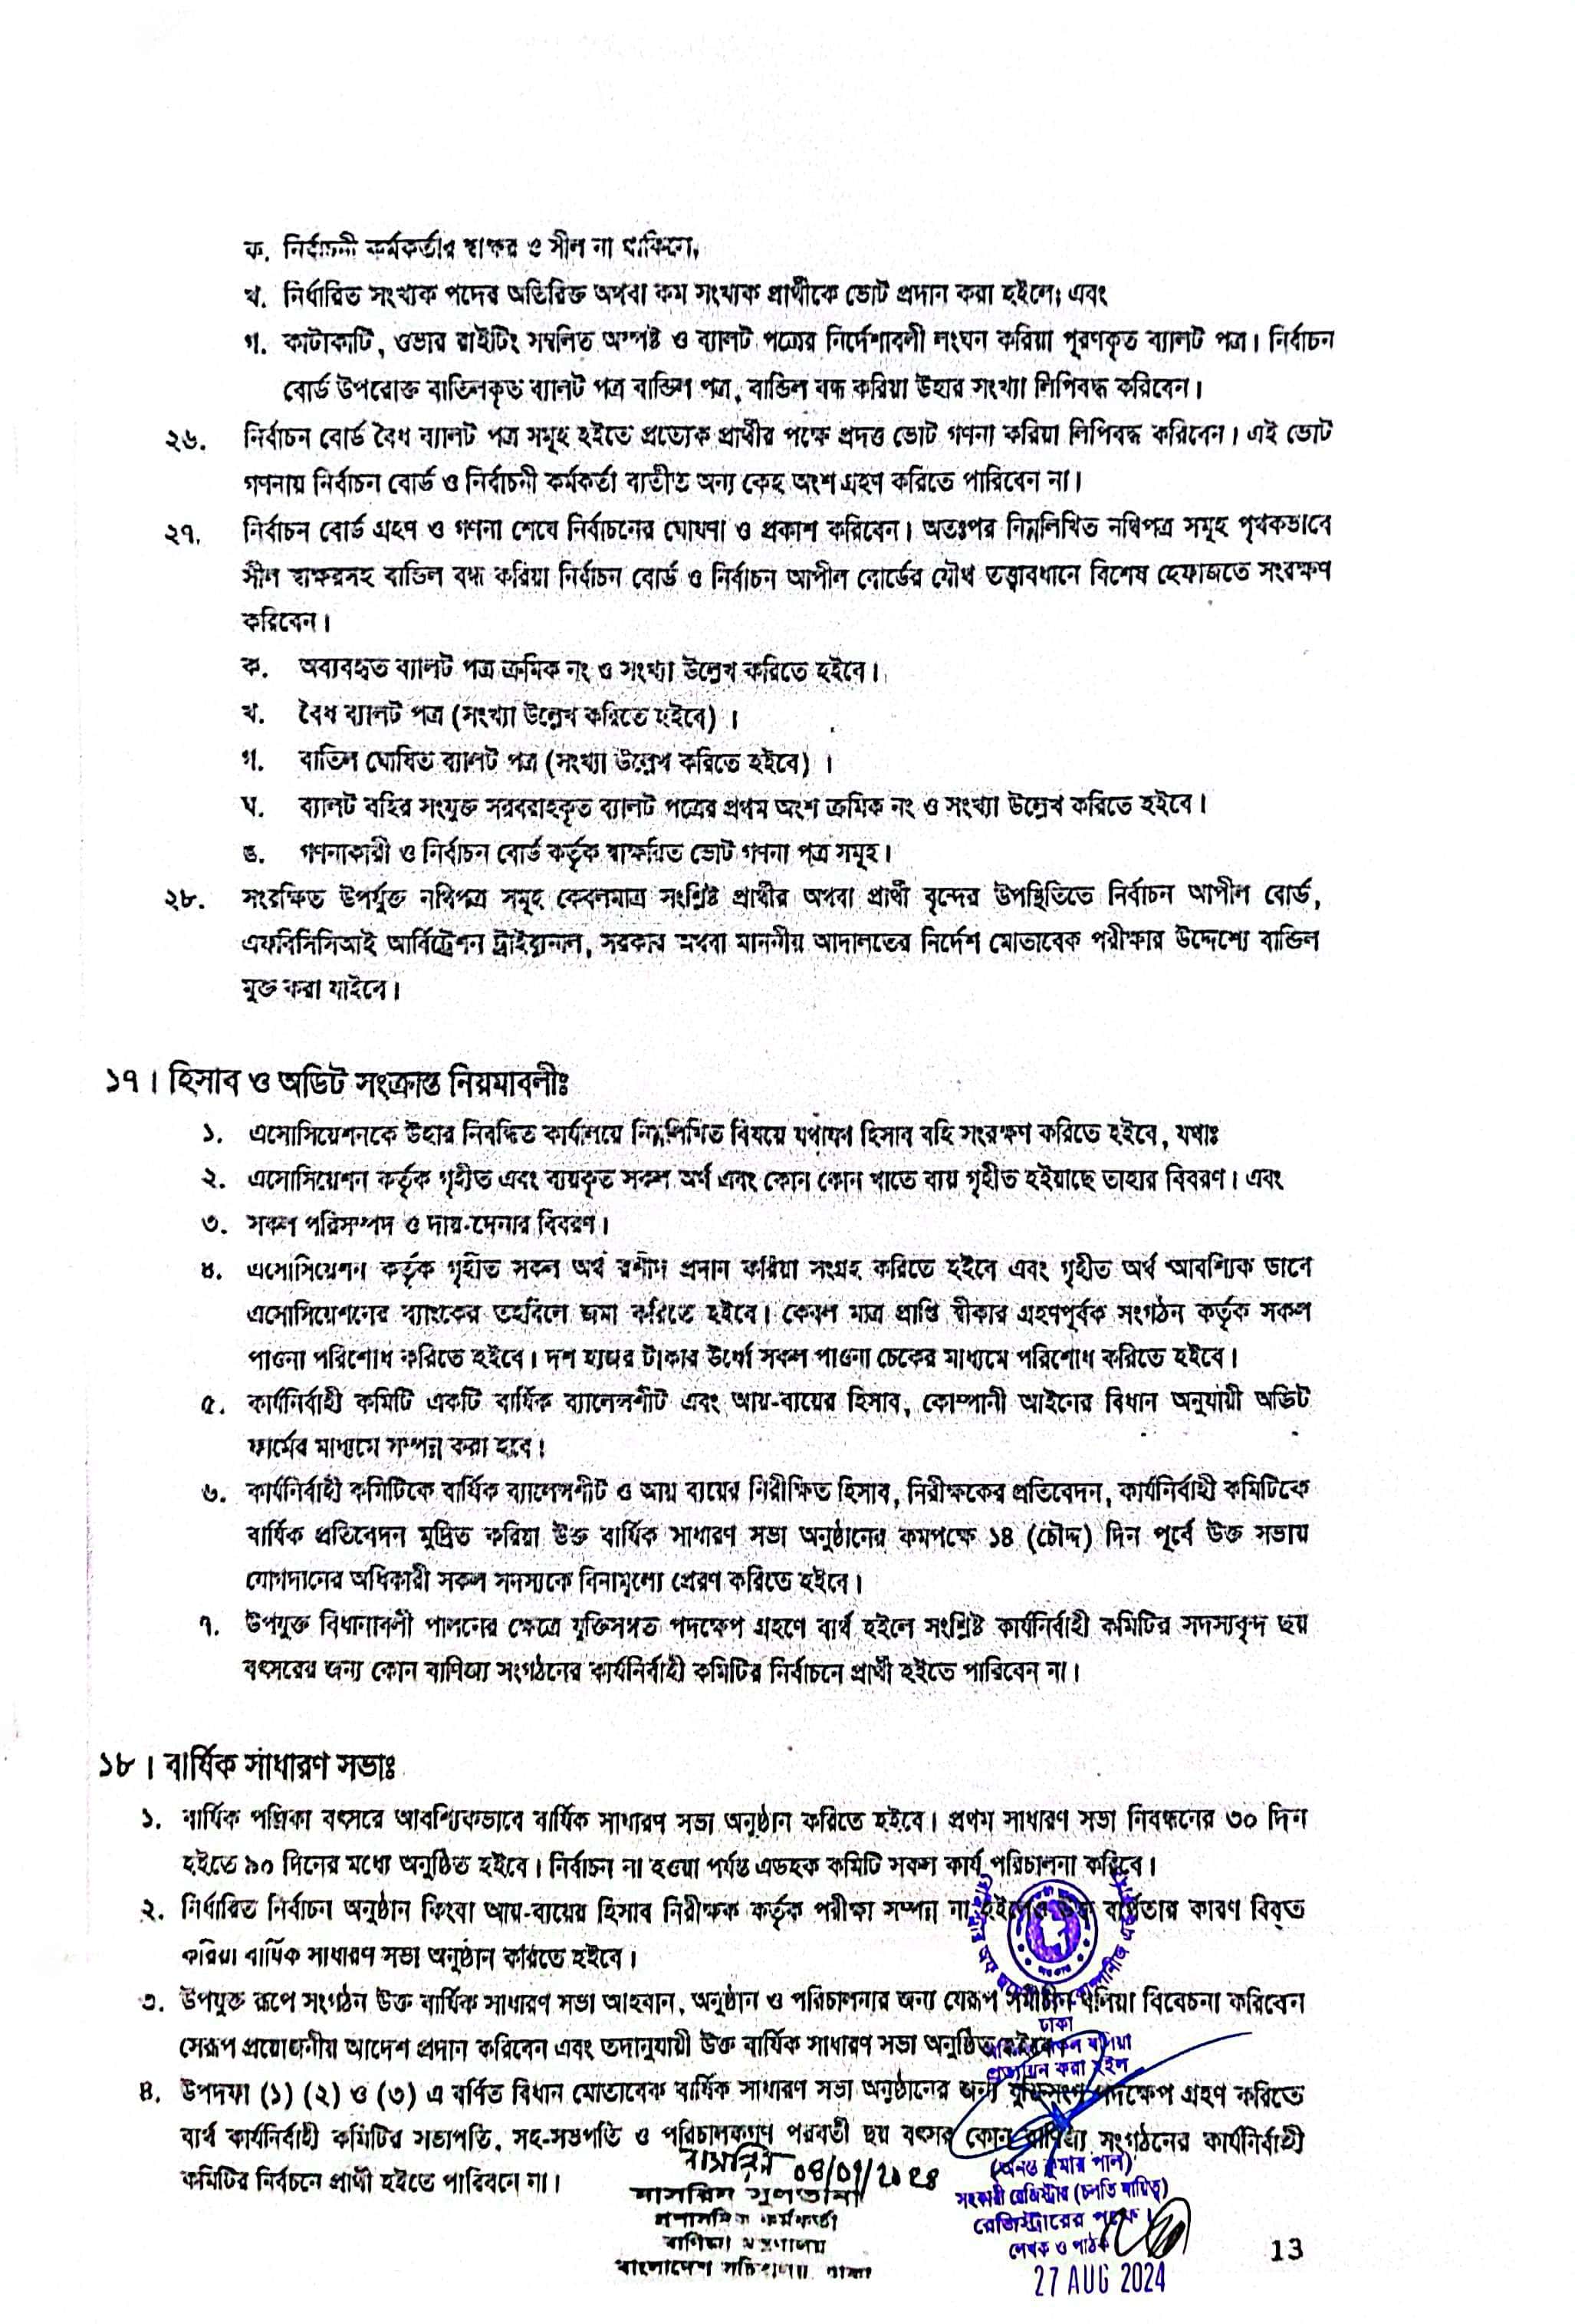 ক. নির্বাচনী কর্মকর্তার স্বাক্ষর ও সীল না থাকিলে,
খ. নির্ধারিত সংখ্যক পদের অতিরিক্ত অথবা কম সংখ্যক প্রার্থীকে ভোট প্রদান করা হইলে; এবং
গ. কাটাকাটি, ওভার রাইটিং সম্বলিত অস্পষ্ট ও ব্যালট পত্রের নির্দেশাবলী লংঘন করিয়া পূরণকৃত ব্যালট পত্র। নির্বাচন
বোর্ড উপরোক্ত বাতিলকৃত ব্যালট পত্র বান্ডিল পত্র, বান্ডিল বদ্ধ করিয়া উহার সংখ্যা লিপিবদ্ধ করিবেন।
২৬. নির্বাচন বোর্ড বৈধ ব্যালট পত্র সমূহ হইতে প্রত্যেক প্রার্থীর পক্ষে প্রদত্ত ভোট গণনা করিয়া লিপিবদ্ধ করিবেন। এই ভোট
গণনায় নির্বাচন বোর্ড ও নির্বাচনী কর্মকর্তা ব্যতীত অন্য কেহ অংশ গ্রহণ করিতে পারিবেন না।
২৭. নির্বাচন বোর্ড গ্রহণ ও গণনা শেষে নির্বাচনের ঘোষণা ও প্রকাশ করিবেন। অতঃপর নিম্নলিখিত নথিপত্র সমূহ পৃথকভাবে
সীল স্বাক্ষরসহ বান্ডিল বদ্ধ করিয়া নির্বাচন বোর্ড ও নির্বাচন আপীল বোর্ডের যৌথ তত্ত্বাবধানে বিশেষ হেফাজতে সংরক্ষণ
করিবেন।
ক. অব্যবহৃত ব্যালট পত্র ক্রমিক নং ও সংখ্যা উল্লেখ করিতে হইবে।
খ. বৈধ ব্যালট পত্র (সংখ্যা উল্লেখ করিতে হইবে) ।
গ. বাতিল ঘোষিত ব্যালট পত্র (সংখ্যা উল্লেখ করিতে হইবে) ।
ঘ. ব্যালট বহির সংযুক্ত সরবরাহকৃত ব্যালট পত্রের প্রথম অংশ ক্রমিক নং ও সংখ্যা উল্লেখ করিতে হইবে।
ঙ. গণনাকারী ও নির্বাচন বোর্ড কর্তৃক স্বাক্ষরিত ভোট গণনা পত্র সমূহ।
২৮. সংরক্ষিত উপর্যুক্ত নথিপত্র সমূহ কেবলমাত্র সংশ্লিষ্ট প্রার্থীর অথবা প্রার্থী বৃন্দের উপস্থিতিতে নির্বাচন আপীল বোর্ড,
এফবিসিসিআই আর্বিট্রেশন ট্রাইব্যুনাল, সরকার অথবা মাননীয় আদালতের নির্দেশ মোতাবেক পরীক্ষার উদ্দেশ্যে বান্ডিল
মুক্ত করা যাইবে।
১৭। হিসাব ও অডিট সংক্রান্ত নিয়মাবলীঃ
১. এসোসিয়েশনকে উহার নিবন্ধিত কার্যালয়ে নিম্নলিখিত বিষয়ে যথাযথ হিসাব বহি সংরক্ষণ করিতে হইবে, যথাঃ
২. এসোসিয়েশন কর্তৃক গৃহীত এবং ব্যয়কৃত সকল অর্থ এবং কোন কোন খাতে ব্যয় গৃহীত হইয়াছে তাহার বিবরণ। এবং
৩. সকল পরিসম্পদ ও দায়-দেনার বিবরণ।
৪. এসোসিয়েশন কর্তৃক গৃহীত সকল অর্থ রশীদ প্রদান করিয়া সংগ্রহ করিতে হইবে এবং গৃহীত অর্থ আবশ্যিক ভাবে
এসোসিয়েশনের ব্যাংকের তহবিলে জমা করিতে হইবে। কেবল মাত্র প্রাপ্তি স্বীকার গ্রহণপূর্বক সংগঠন কর্তৃক সকল
পাওনা পরিশোধ করিতে হইবে। দশ হাজার টাকার উর্ধ্বে সকল পাওনা চেকের মাধ্যমে পরিশোধ করিতে হইবে।
৫. কার্যনির্বাহী কমিটি একটি বার্ষিক ব্যালেন্সশীট এবং আয়-ব্যয়ের হিসাব, কোম্পানী আইনের বিধান অনুযায়ী অডিট
ফার্মের মাধ্যমে সম্পন্ন করা হবে।
৬. কার্যনির্বাহী কমিটিকে বার্ষিক ব্যালেন্সশীট ও আয় ব্যয়ের নিরীক্ষিত হিসাব, নিরীক্ষকের প্রতিবেদন, কার্যনির্বাহী কমিটিকে
বার্ষিক প্রতিবেদন মুদ্রিত করিয়া উক্ত বার্ষিক সাধারণ সভা অনুষ্ঠানের কমপক্ষে ১৪ (চৌদ্দ) দিন পূর্বে উক্ত সভায়
যোগদানের অধিকারী সকল সদস্যকে বিনামূল্যে প্রেরণ করিতে হইবে।
৭. উপযুক্ত বিধানাবলী পালনের ক্ষেত্রে যুক্তিসঙ্গত পদক্ষেপ গ্রহণে ব্যর্থ হইলে সংশ্লিষ্ট কার্যনির্বাহী কমিটির সদস্যবৃন্দ ছয়
বৎসরের জন্য কোন বাণিজ্য সংগঠনের কার্যনির্বাহী কমিটির নির্বাচনে প্রার্থী হইতে পারিবেন না।
১৮। বার্ষিক সাধারণ সভাঃ
১. বার্ষিক পঞ্জিকা বৎসরে আবশ্যিকভাবে বার্ষিক সাধারণ সভা অনুষ্ঠান করিতে হইবে। প্রথম সাধারণ সভা নিবন্ধনের ৩০ দিন
হইতে ৯০ দিনের মধ্যে অনুষ্ঠিত হইবে। নির্বাচন না হওয়া পর্যন্ত এডহক কমিটি সকল কার্য পরিচালনা করিবে।
২. নির্ধারিত নির্বাচন অনুষ্ঠান কিংবা আয়-ব্যয়ের হিসাব নিরীক্ষক কর্তৃক পরীক্ষা সম্পন্ন না হইলেও উক্ত ব্যর্থতার কারণ বিবৃত
করিয়া বার্ষিক সাধারণ সভা অনুষ্ঠান করিতে হইবে।
৩. উপযুক্ত রূপে সংগঠন উক্ত বার্ষিক সাধারণ সভা আহবান, অনুষ্ঠান ও পরিচালনার জন্য যেরূপ সমীচীন বলিয়া বিবেচনা করিবেন
সেরূপ প্রয়োজনীয় আদেশ প্রদান করিবেন এবং তদানুযায়ী উক্ত বার্ষিক সাধারণ সভা অনুষ্ঠিত হইবে।
৪. উপদফা (১) (২) ও (৩) এ বর্ণিত বিধান মোতাবেক বার্ষিক সাধারণ সভা অনুষ্ঠানের জন্য যুক্তিসংগত পদক্ষেপ গ্রহণ করিতে
ব্যর্থ কার্যনির্বাহী কমিটির সভাপতি, সহ-সভপতি ও পরিচালকগণ পরবর্তী ছয় বৎসর কোন বাণিজ্য সংগঠনের কার্যনির্বাহী
কমিটির নির্বচনে প্রার্থী হইতে পারিবনে না।
ঢাকা
নকল বলিয়া
প্রত্যয়ন করা হইল
(অনন্ত কুমার পাল)
সহকারী রেজিস্ট্রার (চলতি দায়িত্ব)
রেজিস্ট্রারের পক্ষে।
লেখক ও পাঠক
27 AUG 2024
নাসরিন সুলতানা
প্রশাসনিক কর্মকর্তা
বাণিজ্য মন্ত্রণালয়
বাংলাদেশ সচিবালয়, ঢাকা
13